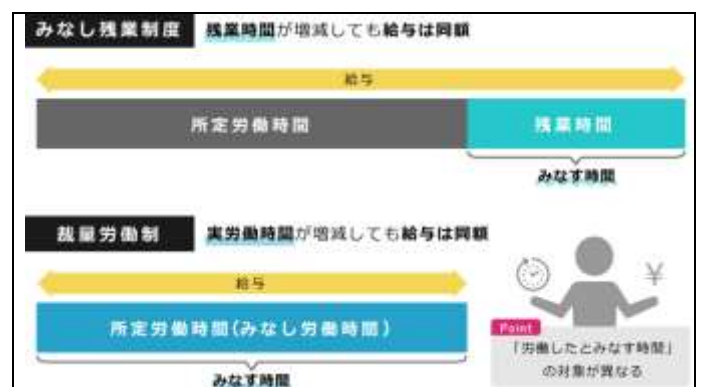 みなし残業制度 残業時間が増減しても給与は同額
給与
所定労働時間 残業時間
みなす時間
裁量労働制 実労働時間が増減しても給与は同額
給与
所定労働時間(みなし労働時間)
みなす時間
¥
Point
「労働したとみなす時間」
の対象が異なる